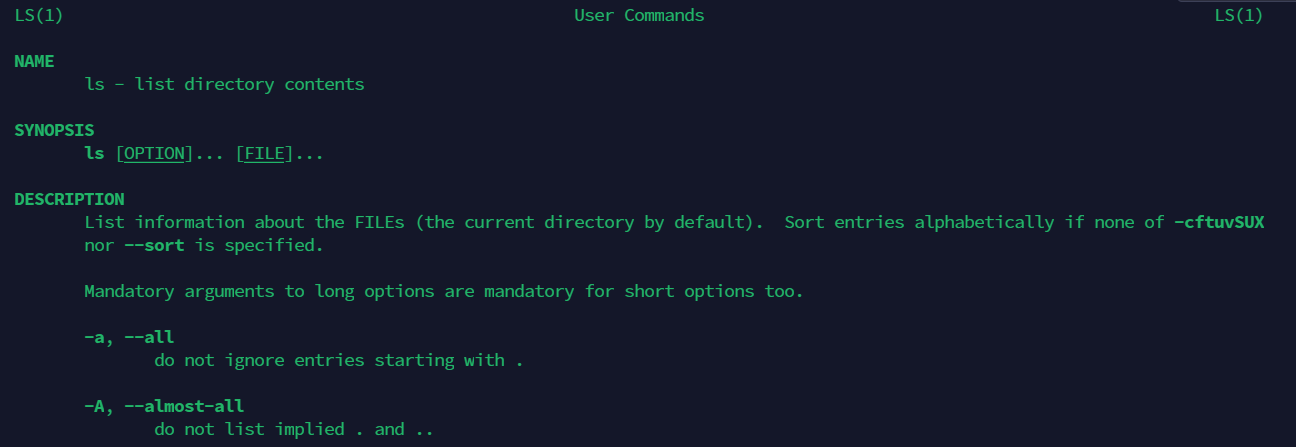 LS(1) User Commands LS(1)
NAME
ls - list directory contents
SYNOPSIS
ls [OPTION]... [FILE]...
DESCRIPTION
List information about the FILEs (the current directory by default).  Sort entries alphabetically if none of -cftuvSUX
nor --sort is specified.
Mandatory arguments to long options are mandatory for short options too.
-a, --all
do not ignore entries starting with .
-A, --almost-all
do not list implied . and ..